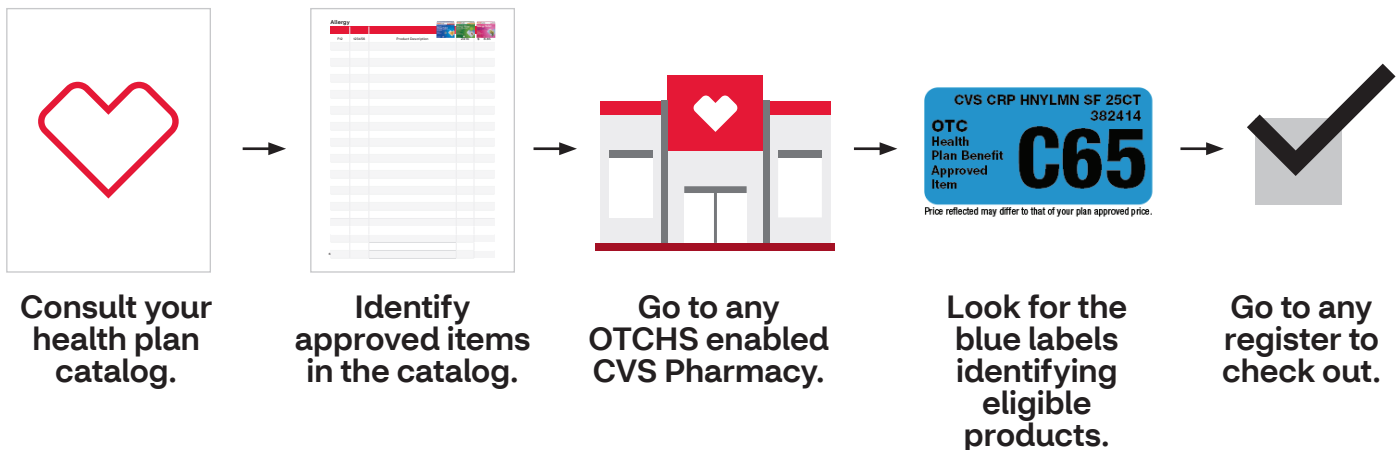 Allergy
Product Description
CVS CRP HNYLMN SF 25CT
382414
OTC
Health
Plan Benefit
Approved
Item
C65
Price reflected may differ to that of your plan approved price.
Consult your
health plan
catalog.
Identify
approved items
in the catalog.
Go to any
OTCHS enabled
CVS Pharmacy.
Look for the
blue labels
identifying
eligible
products.
Go to any
register to
check out.